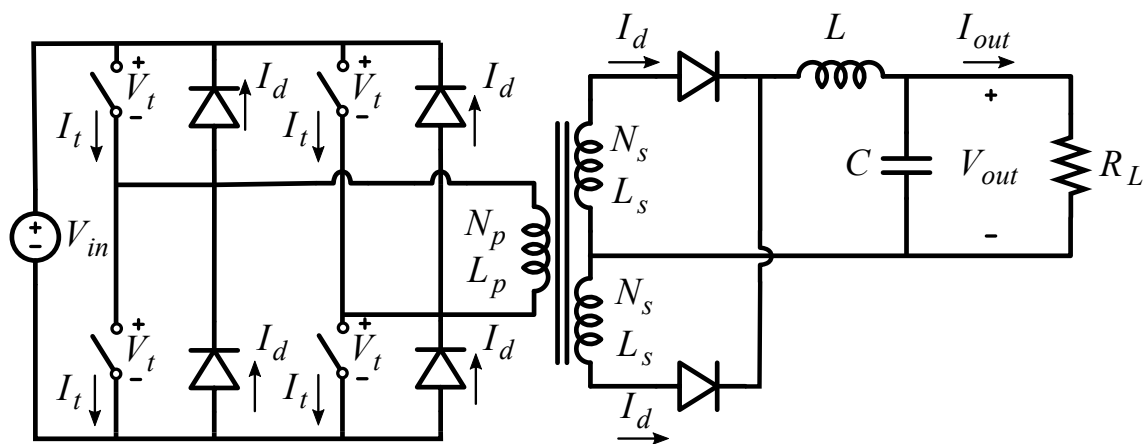 I_d
L
I_out
+
V_t
-
I_d
+
V_t
-
I_d
I_t
I_t
N_s
L_s
+
C
V_out
-
R_L
+
-
V_in
N_p
L_p
N_s
L_s
+
V_t
-
I_d
+
V_t
-
I_d
I_t
I_t
I_d